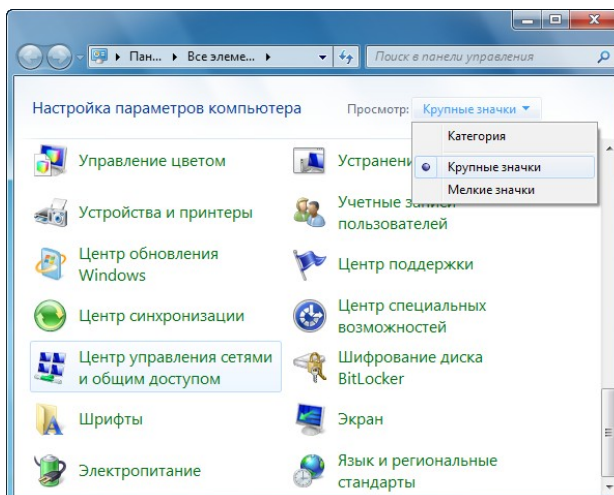 Пан... Все элеме...
Поиск в панели управления
Настройка параметров компьютера
Просмотр: Крупные значки
Категория
Крупные значки
Мелкие значки
Управление цветом
Устранени
Устройства и принтеры
Учетные записи
пользователей
Центр обновления
Windows
Центр поддержки
Центр синхронизации
Центр специальных
возможностей
Центр управления сетями
и общим доступом
Шифрование диска
BitLocker
Шрифты
Экран
Электропитание
Язык и региональные
стандарты